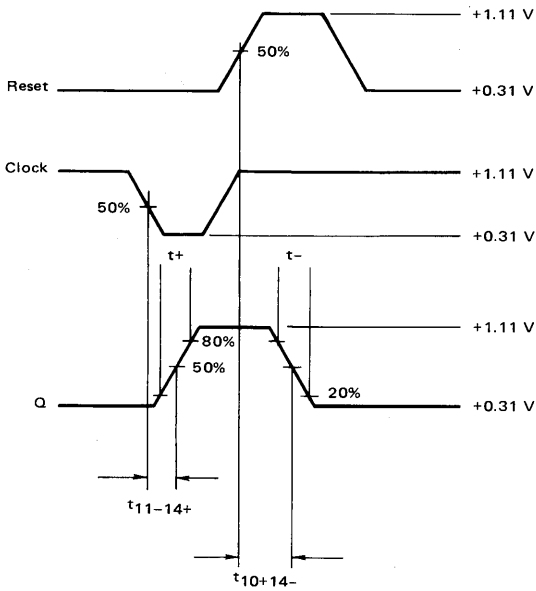 +1.11 V
50%
Reset
+0.31 V
Clock
+1.11 V
50%
+0.31 V
t+
t−
+1.11 V
80%
50%
20%
Q
+0.31 V
t11−14+
t10+14−